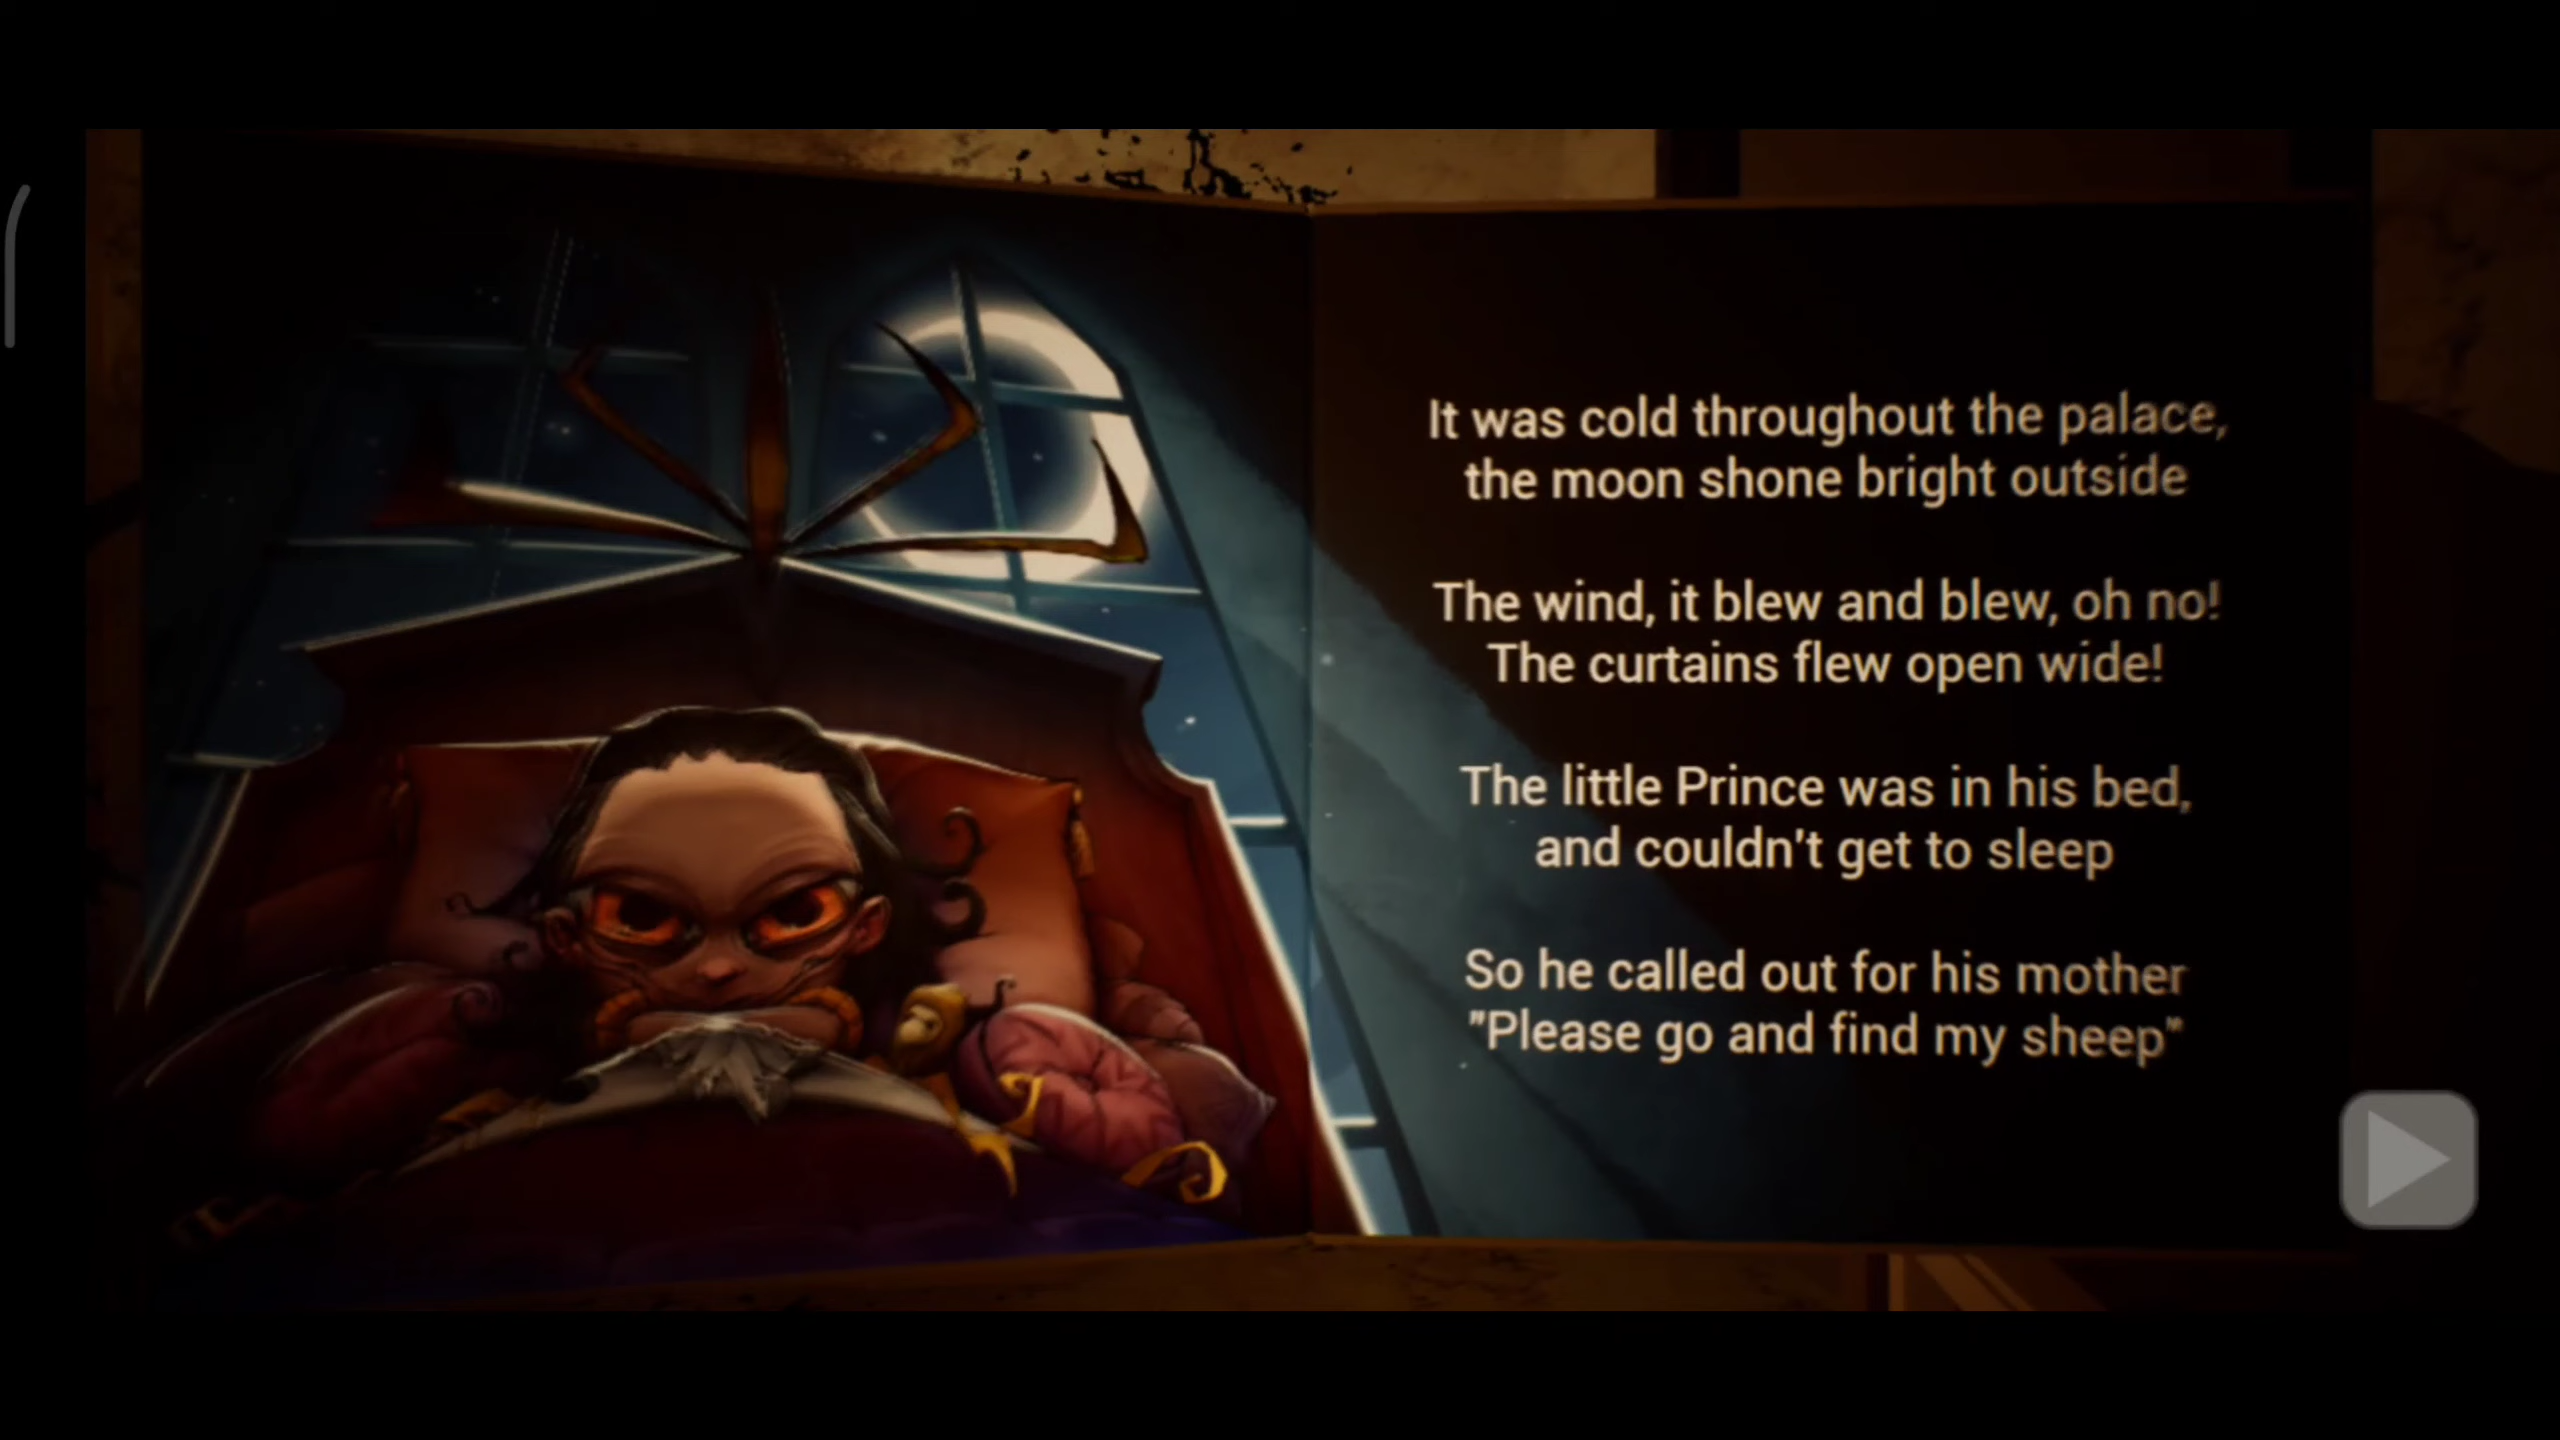 It was cold throughout the palace,
the moon shone bright outside
The wind, it blew and blew, oh no!
The curtains flew open wide!
The little Prince was in his bed,
and couldn't get to sleep
So he called out for his mother
"Please go and find my sheep"